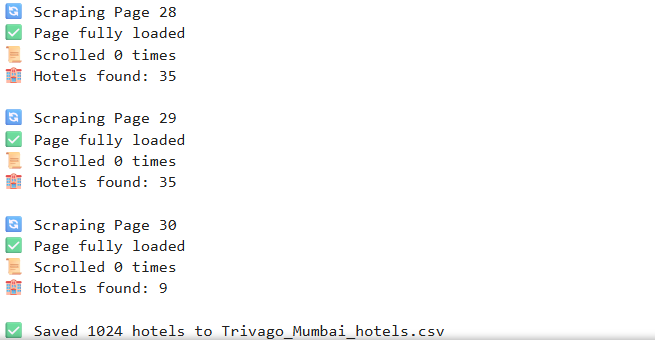 🔄 Scraping Page 28
✅ Page fully loaded
📜 Scrolled 0 times
🏨 Hotels found: 35
🔄 Scraping Page 29
✅ Page fully loaded
📜 Scrolled 0 times
🏨 Hotels found: 35
🔄 Scraping Page 30
✅ Page fully loaded
📜 Scrolled 0 times
🏨 Hotels found: 9
✅ Saved 1024 hotels to Trivago_Mumbai_hotels.csv